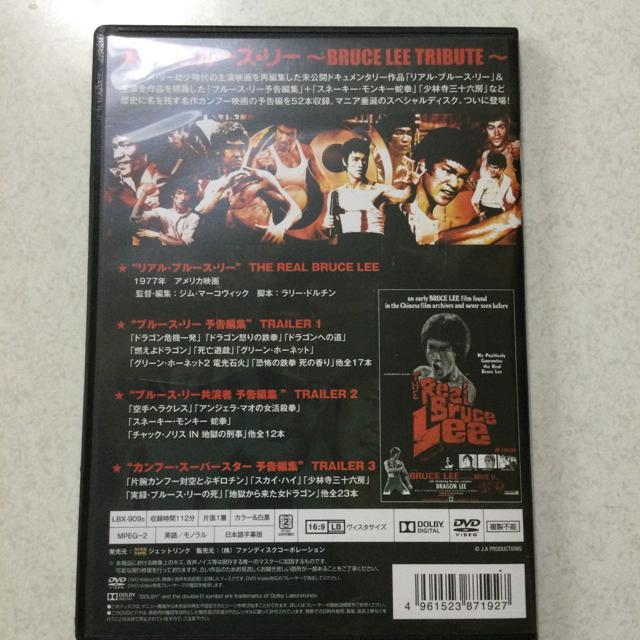 ブルース・リー ～BRUCE LEE TRIBUTE～
ブルース・リー幼少時代の主演映画を再編集した未公開ドキュメンタリー作品「リアル・ブルース・リー」&
主演全作品を網羅した「ブルース・リー予告編集」+「スネーキー・モンキー蛇拳」「少林寺三十六房」など
歴史に名を残す名作カンフー映画の予告編を52本収録。マニア垂涎のスペシャルディスク、ついに登場!
★ "リアル・ブルース・リー" THE REAL BRUCE LEE
1977年 アメリカ映画
監督・編集:ジム・マーコヴィック 脚本:ラリー・ドルチン
★ "ブルース・リー 予告編集" TRAILER 1
「ドラゴン危機一発」「ドラゴン怒りの鉄拳」「ドラゴンへの道」
「燃えよドラゴン」「死亡遊戯」「グリーン・ホーネット」
「グリーン・ホーネット2 電光石火」「恐怖の鉄拳 死の香り」他全17本
★ "ブルース・リー共演者 予告編集" TRAILER 2
「空手ヘラクレス」「アンジェラ・マオの女活殺拳」
「スネーキー・モンキー 蛇拳」
「チャック・ノリス IN 地獄の刑事」他全12本
★ "カンフー・スーパースター 予告編集" TRAILER 3
「片腕カンフー対空とぶギロチン」「スカイ・ハイ」「少林寺三十六房」
「実録・ブルース・リーの死」「地獄から来た女ドラゴン」他全23本
an early BRUCE LEE film found
in the Chinese film archives and never seen before
We Positively
Guarantee
the Real
Bruce Lee
THE
Real
Bruce
Lee
IN COLOR
BRUCE LEE
DRAGON LEE
© J.A PRODUCTIONS
LBX-909s 収録時間112分 片面1層 カラー&白黒
MPEG-2 英語/モノラル 日本語字幕版
2
16:9 LB ヴィスタサイズ
DOLBY DIGITAL
DVD VIDEO
複製不能
発売元: ジェットリンク 販売元:(株)ファンディスクコーポレーション
"DOLBY" and the double-D symbol are trademarks of Dolby Laboratories.
4 961523 871927